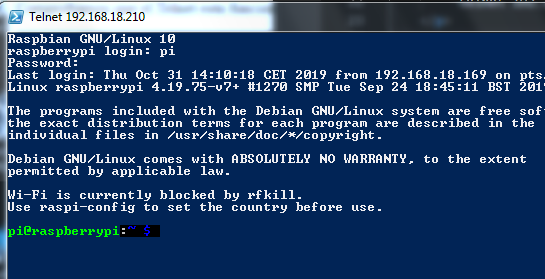 Telnet 192.168.18.210
Raspbian GNU/Linux 10
raspberrypi login: pi
Password:
Last login: Thu Oct 31 14:10:18 CET 2019 from 192.168.18.169 on pts
Linux raspberrypi 4.19.75-v7+ #1270 SMP Tue Sep 24 18:45:11 BST 201
The programs included with the Debian GNU/Linux system are free sof
the exact distribution terms for each program are described in the
individual files in /usr/share/doc/*/copyright.
Debian GNU/Linux comes with ABSOLUTELY NO WARRANTY, to the extent
permitted by applicable law.
Wi-Fi is currently blocked by rfkill.
Use raspi-config to set the country before use.
pi@raspberrypi:~ $